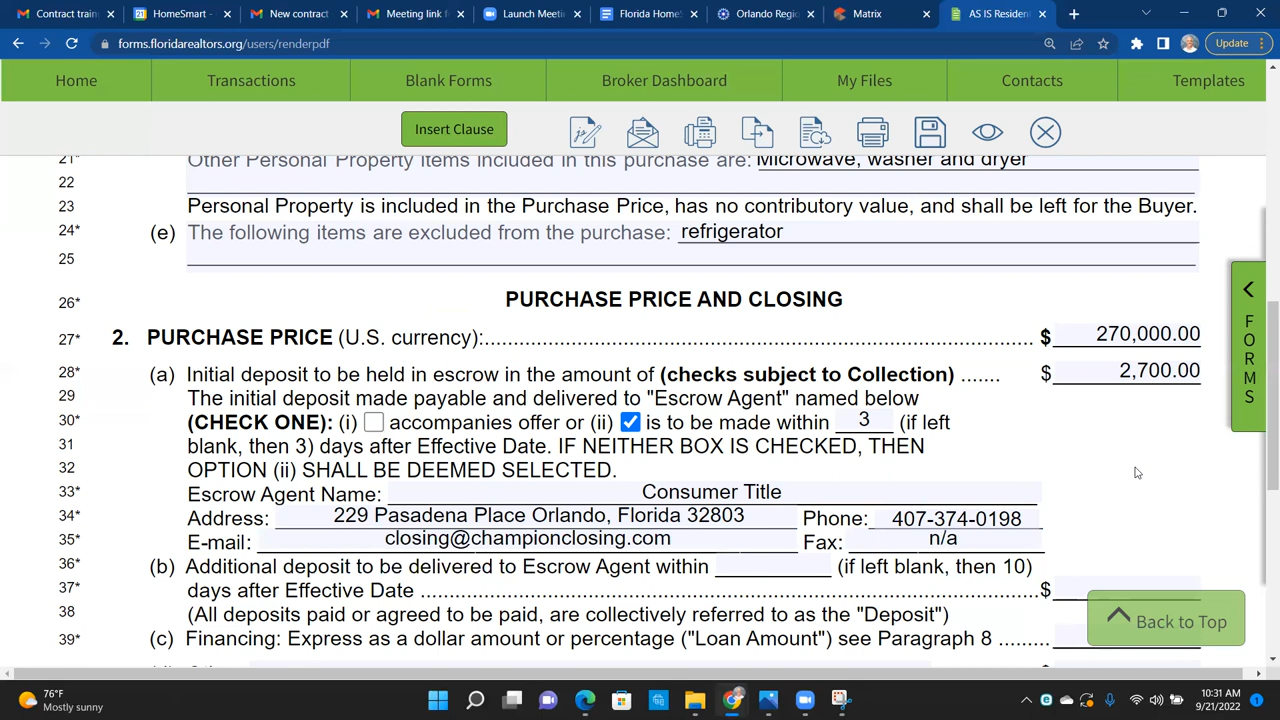 Contract train
HomeSmart -
New contract
Meeting link f
Launch Meeti
Florida HomeS
Orlando Regio
Matrix
AS IS Residen
forms.floridarealtors.org/users/renderpdf
Update
Home
Transactions
Blank Forms
Broker Dashboard
My Files
Contacts
Templates
Insert Clause
21* Other Personal Property items included in this purchase are: Microwave, washer and dryer
22
23 Personal Property is included in the Purchase Price, has no contributory value, and shall be left for the Buyer.
24* (e) The following items are excluded from the purchase: refrigerator
25
26* PURCHASE PRICE AND CLOSING
27* 2. PURCHASE PRICE (U.S. currency):.......................................................................................... $ 270,000.00
28* (a) Initial deposit to be held in escrow in the amount of (checks subject to Collection) ....... $ 2,700.00
29 The initial deposit made payable and delivered to "Escrow Agent" named below
30* (CHECK ONE): (i) accompanies offer or (ii) is to be made within 3 (if left
31 blank, then 3) days after Effective Date. IF NEITHER BOX IS CHECKED, THEN
32 OPTION (ii) SHALL BE DEEMED SELECTED.
33* Escrow Agent Name: Consumer Title
34* Address: 229 Pasadena Place Orlando, Florida 32803 Phone: 407-374-0198
35* E-mail: closing@championclosing.com Fax: n/a
36* (b) Additional deposit to be delivered to Escrow Agent within (if left blank, then 10)
37* days after Effective Date ....................................................................................................$
38 (All deposits paid or agreed to be paid, are collectively referred to as the "Deposit")
39* (c) Financing: Express as a dollar amount or percentage ("Loan Amount") see Paragraph 8 .........
FORMS
Back to Top
76°F
Mostly sunny
10:31 AM
9/21/2022